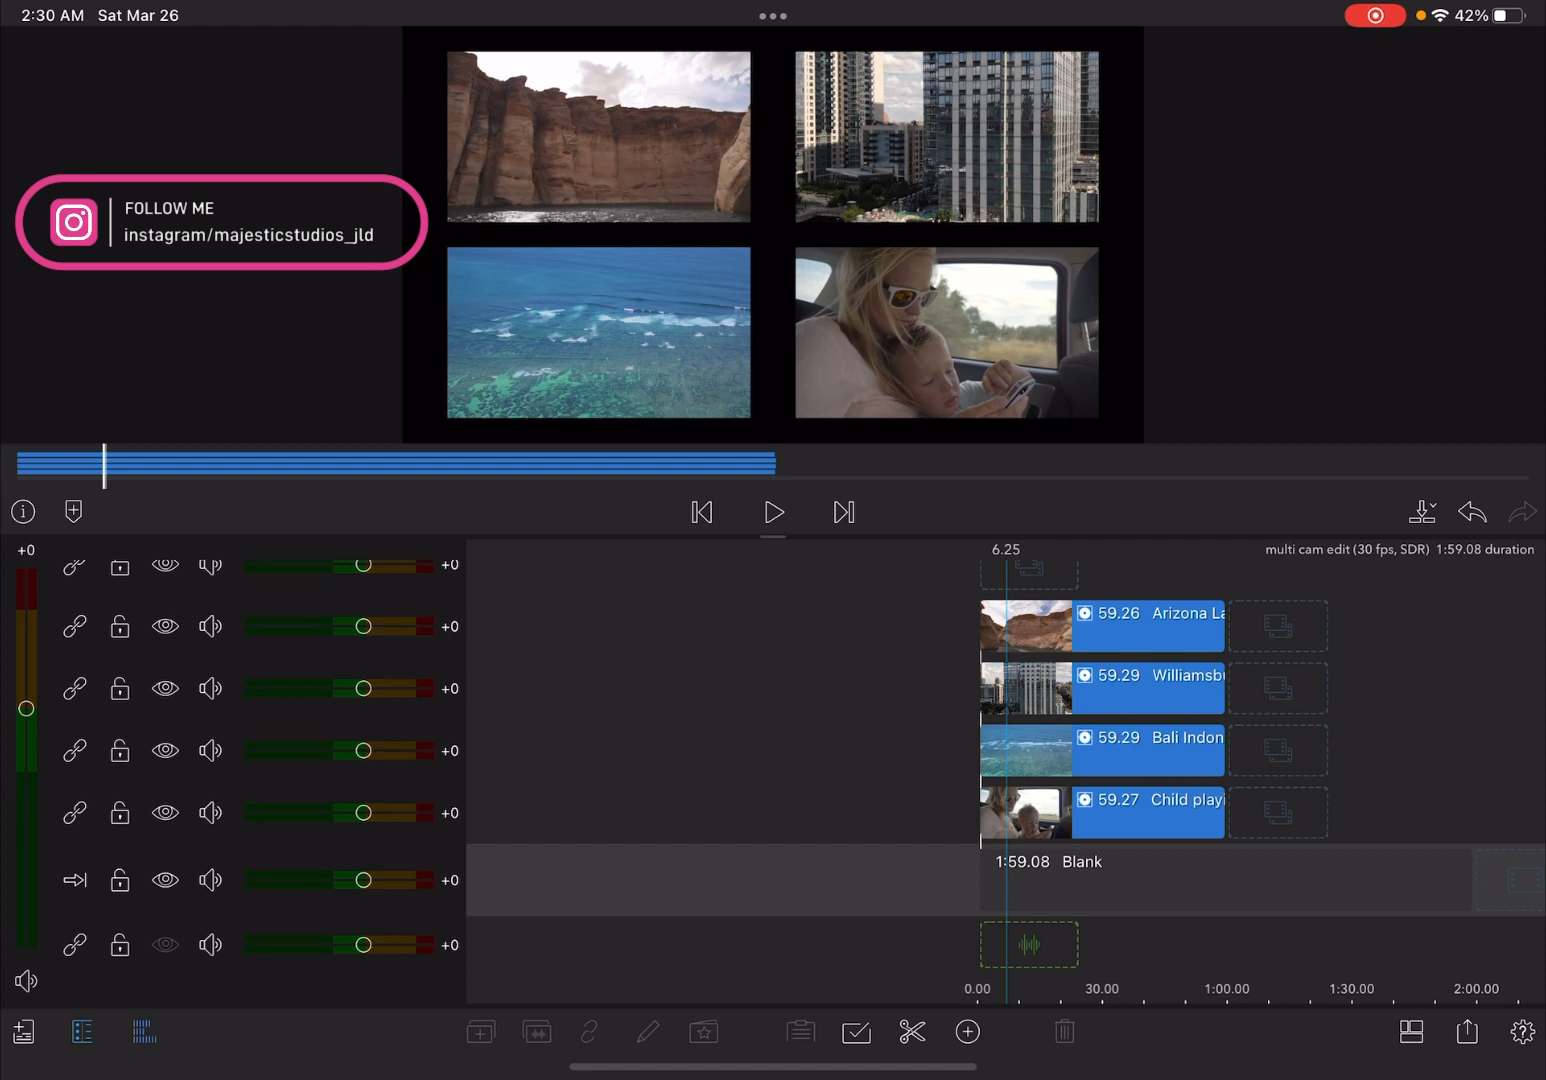 2:30 AM Sat Mar 26
42%
FOLLOW ME
instagram/majesticstudios_jld
+0
6.25
multi cam edit (30 fps, SDR) 1:59.08 duration
+0
+0
59.26 Arizona La
+0
59.29 Williamsb
+0
59.29 Bali Indon
+0
59.27 Child playi
+0
1:59.08 Blank
+0
0.00 30.00 1:00.00 1:30.00 2:00.00